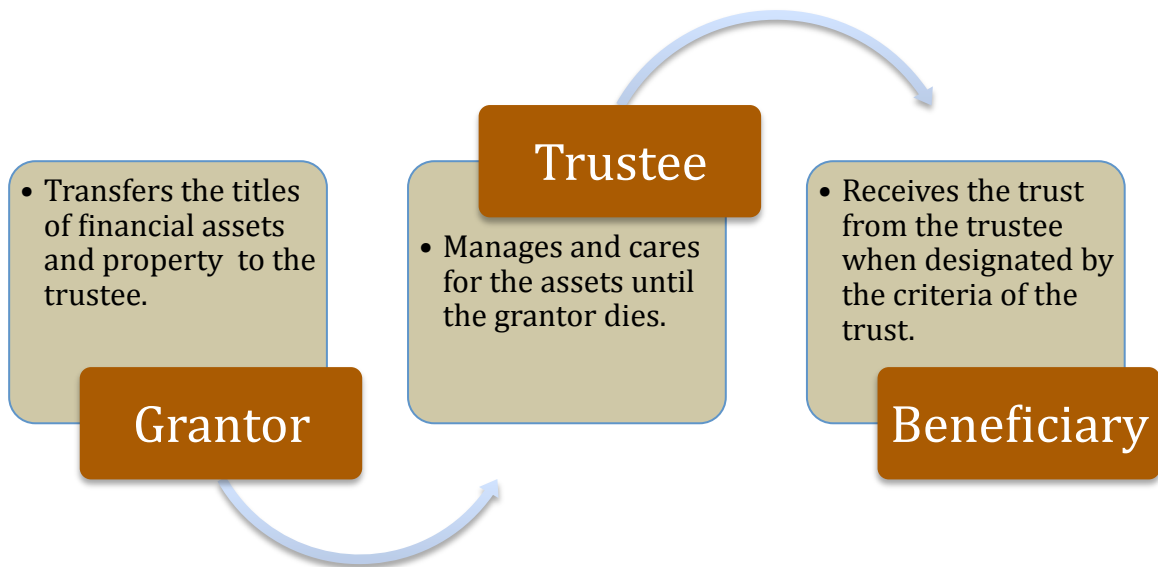 • Transfers the titles
of financial assets
and property  to the
trustee.
Grantor
Trustee
• Manages and cares
for the assets until
the grantor dies.
• Receives the trust
from the trustee
when designated by
the criteria of the
trust.
Beneficiary